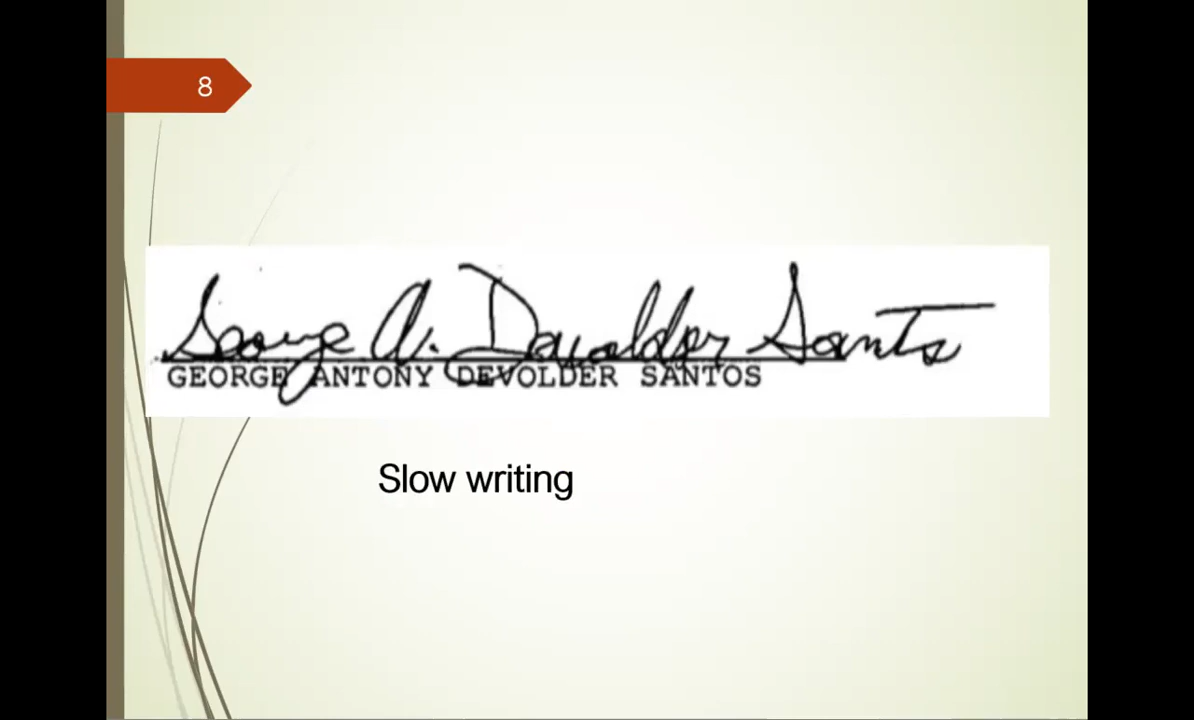 8
George A. Devolder Santos
GEORGE ANTONY DEVOLDER SANTOS
Slow writing